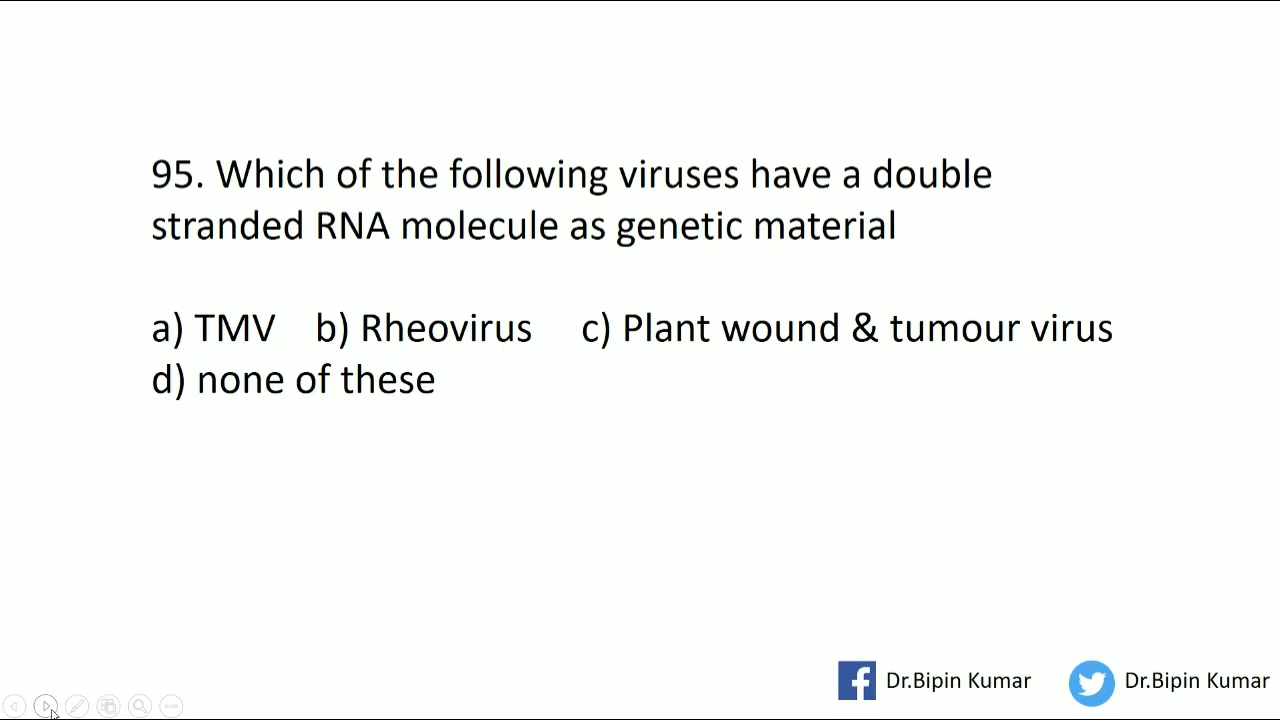 95. Which of the following viruses have a double
stranded RNA molecule as genetic material
a) TMV b) Rheovirus c) Plant wound & tumour virus
d) none of these
Dr.Bipin Kumar Dr.Bipin Kumar